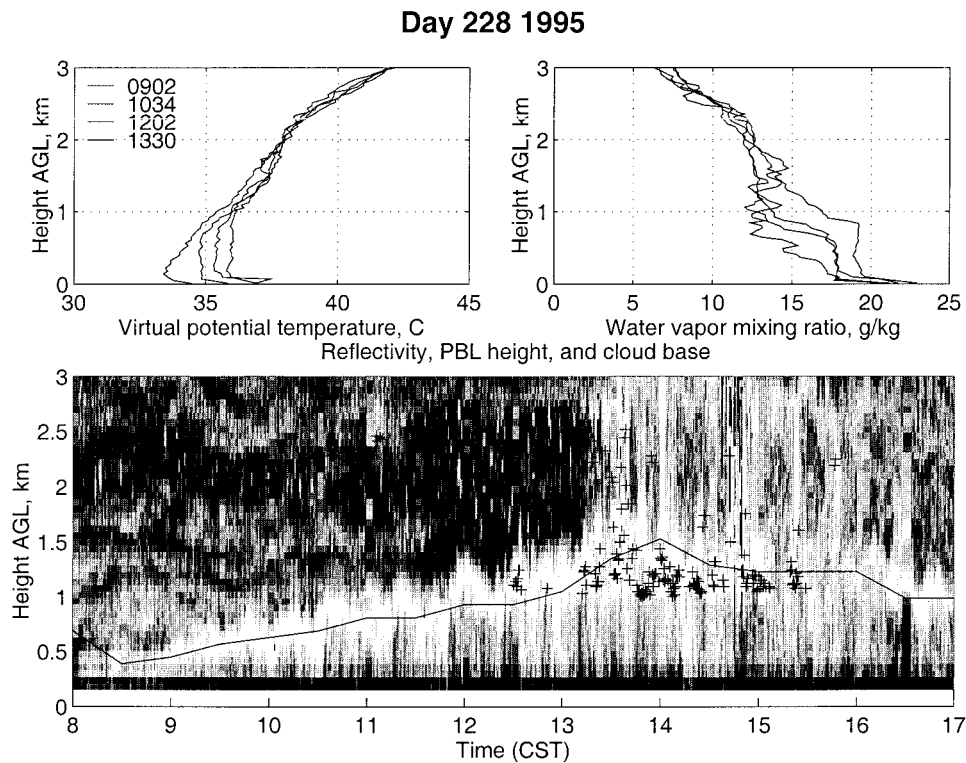 Day 228 1995
3
2
1
0
Height AGL, km
0902
1034
1202
1330
30 35 40 45
Virtual potential temperature, C
3
2
1
0
Height AGL, km
0 5 10 15 20 25
Water vapor mixing ratio, g/kg
Reflectivity, PBL height, and cloud base
3
2.5
2
1.5
1
0.5
0
Height AGL, km
8 9 10 11 12 13 14 15 16 17
Time (CST)